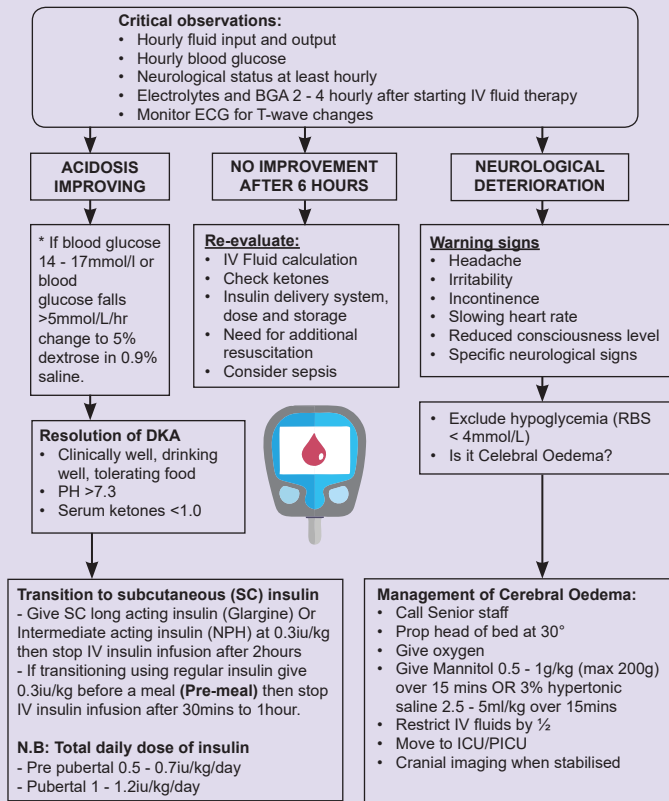 Critical observations:
• Hourly fluid input and output
• Hourly blood glucose
• Neurological status at least hourly
• Electrolytes and BGA 2 - 4 hourly after starting IV fluid therapy
• Monitor ECG for T-wave changes
ACIDOSIS
IMPROVING
* If blood glucose
14 - 17mmol/l or
blood
glucose falls
>5mmol/L/hr
change to 5%
dextrose in 0.9%
saline.
Resolution of DKA
• Clinically well, drinking
well, tolerating food
• PH >7.3
• Serum ketones <1.0
Transition to subcutaneous (SC) insulin
- Give SC long acting insulin (Glargine) Or
Intermediate acting insulin (NPH) at 0.3iu/kg
then stop IV insulin infusion after 2hours
- If transitioning using regular insulin give
0.3iu/kg before a meal (Pre-meal) then stop
IV insulin infusion after 30mins to 1hour.
N.B: Total daily dose of insulin
- Pre pubertal 0.5 - 0.7iu/kg/day
- Pubertal 1 - 1.2iu/kg/day
NO IMPROVEMENT
AFTER 6 HOURS
Re-evaluate:
• IV Fluid calculation
• Check ketones
• Insulin delivery system,
dose and storage
• Need for additional
resuscitation
• Consider sepsis
NEUROLOGICAL
DETERIORATION
Warning signs
• Headache
• Irritability
• Incontinence
• Slowing heart rate
• Reduced consciousness level
• Specific neurological signs
• Exclude hypoglycemia (RBS
< 4mmol/L)
• Is it Celebral Oedema?
Management of Cerebral Oedema:
• Call Senior staff
• Prop head of bed at 30°
• Give oxygen
• Give Mannitol 0.5 - 1g/kg (max 200g)
over 15 mins OR 3% hypertonic
saline 2.5 - 5ml/kg over 15mins
• Restrict IV fluids by ½
• Move to ICU/PICU
• Cranial imaging when stabilised